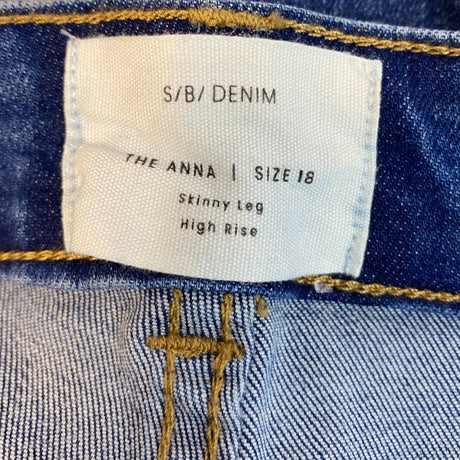 S/B/ DENIM
THE ANNA | SIZE 18
Skinny Leg
High Rise